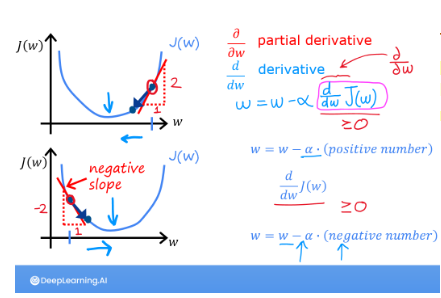 J(w)
J(w)
2
1
w
∂/∂w partial derivative
d/dw derivative
∂/∂w
w = w - α d/dw J(w)
≥0
w = w − α · (positive number)
J(w)
J(w)
negative
slope
-2
1
w
d/dw J(w)
≥0
w = w − α · (negative number)
DeepLearning.AI